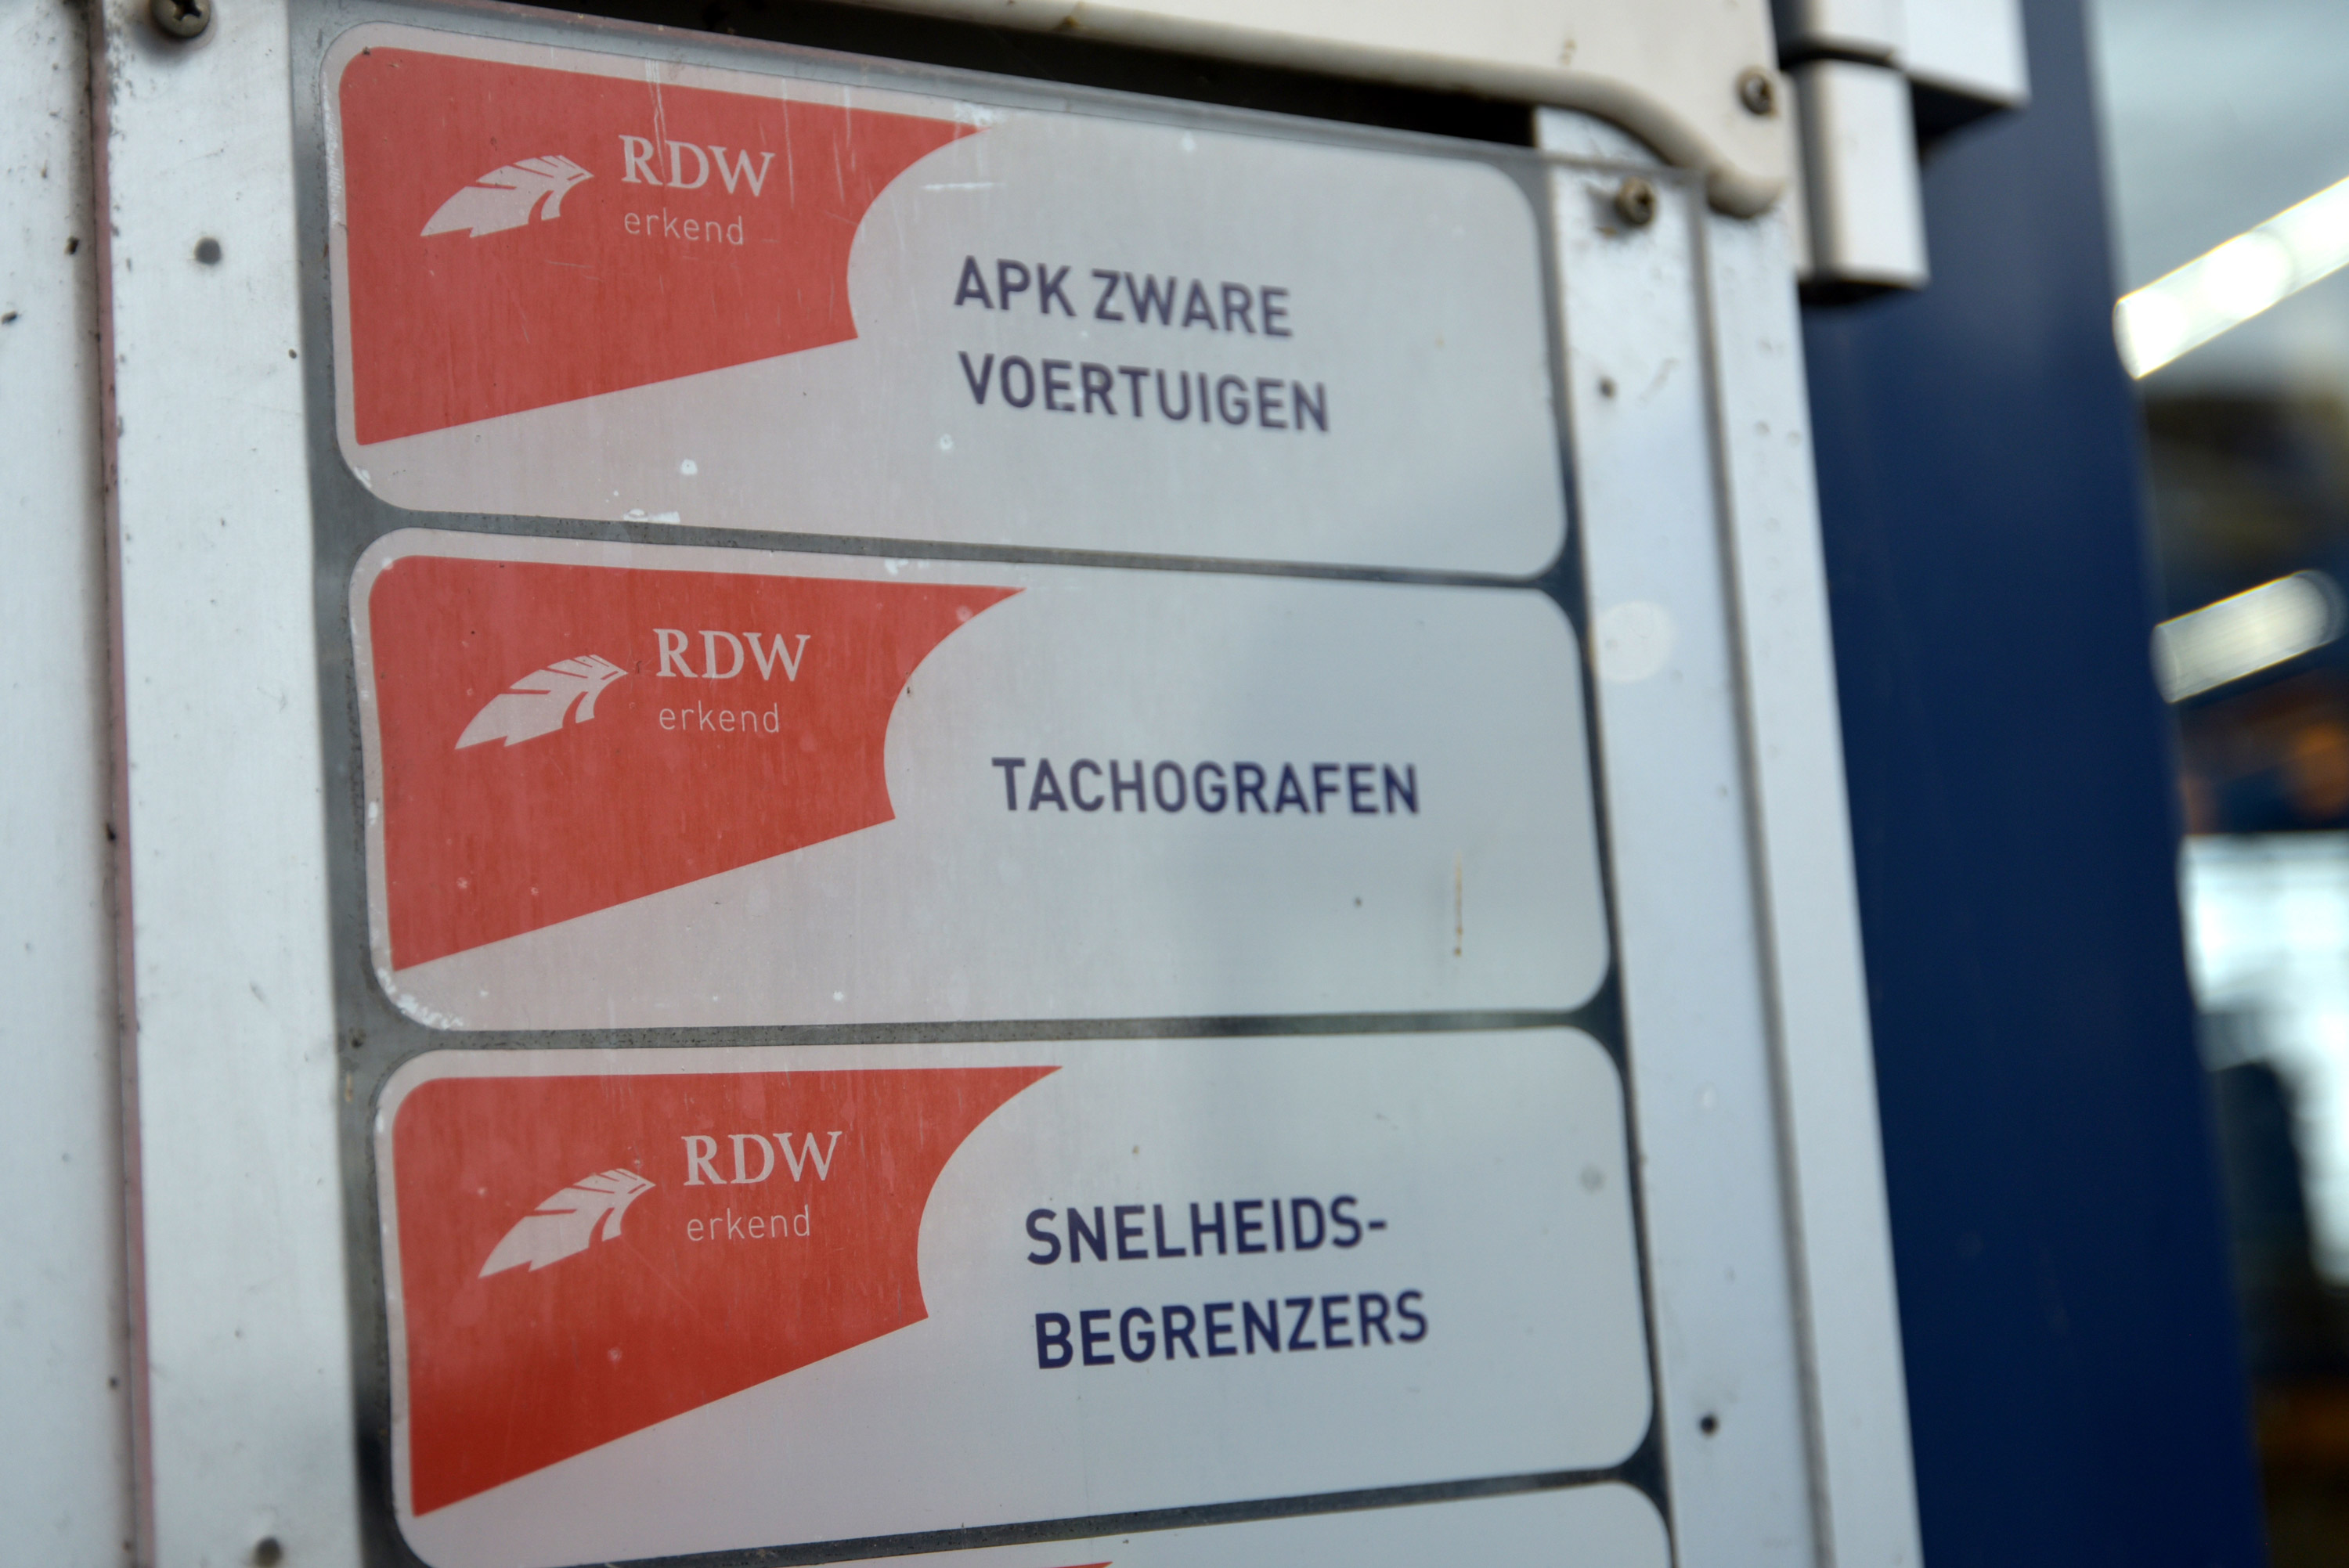 RDW
erkend
APK ZWARE
VOERTUIGEN
RDW
erkend
TACHOGRAFEN
RDW
erkend
SNELHEIDS-
BEGRENZERS